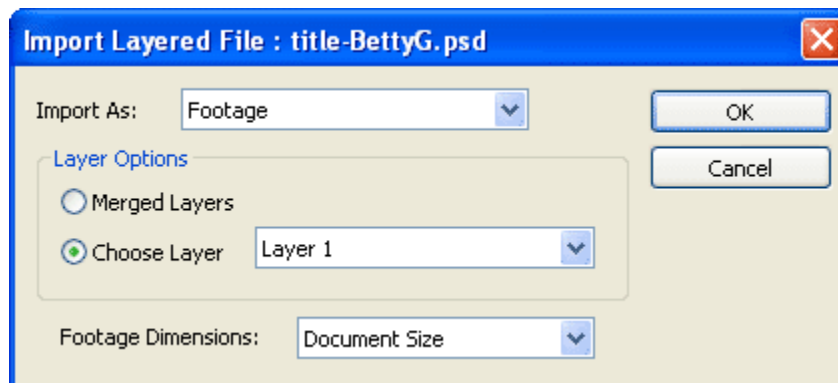 Import Layered File : title-BettyG.psd
Import As: Footage
OK
Layer Options
Cancel
Merged Layers
Choose Layer Layer 1
Footage Dimensions: Document Size